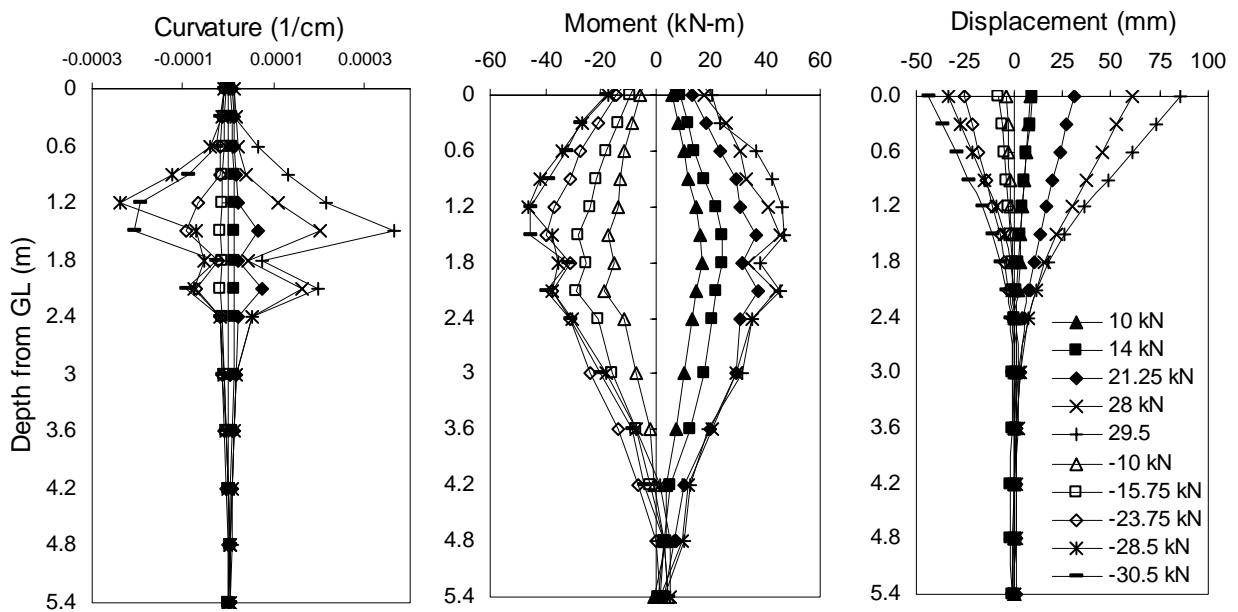 Curvature (1/cm)
-0.0003 -0.0001 0.0001 0.0003
Depth from GL (m)
0
0.6
1.2
1.8
2.4
3
3.6
4.2
4.8
5.4
Moment (kN-m)
-60 -40 -20 0 20 40 60
0
0.6
1.2
1.8
2.4
3
3.6
4.2
4.8
5.4
Displacement (mm)
-50 -25 0 25 50 75 100
0.0
0.6
1.2
1.8
2.4
3.0
3.6
4.2
4.8
5.4
10 kN
14 kN
21.25 kN
28 kN
29.5
-10 kN
-15.75 kN
-23.75 kN
-28.5 kN
-30.5 kN